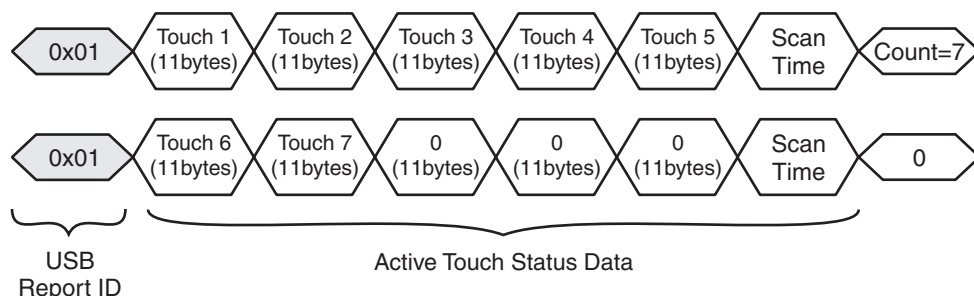 0x01 Touch 1 (11bytes) Touch 2 (11bytes) Touch 3 (11bytes) Touch 4 (11bytes) Touch 5 (11bytes) Scan Time Count=7
0x01 Touch 6 (11bytes) Touch 7 (11bytes) 0 (11bytes) 0 (11bytes) 0 (11bytes) Scan Time 0
USB
Report ID
Active Touch Status Data